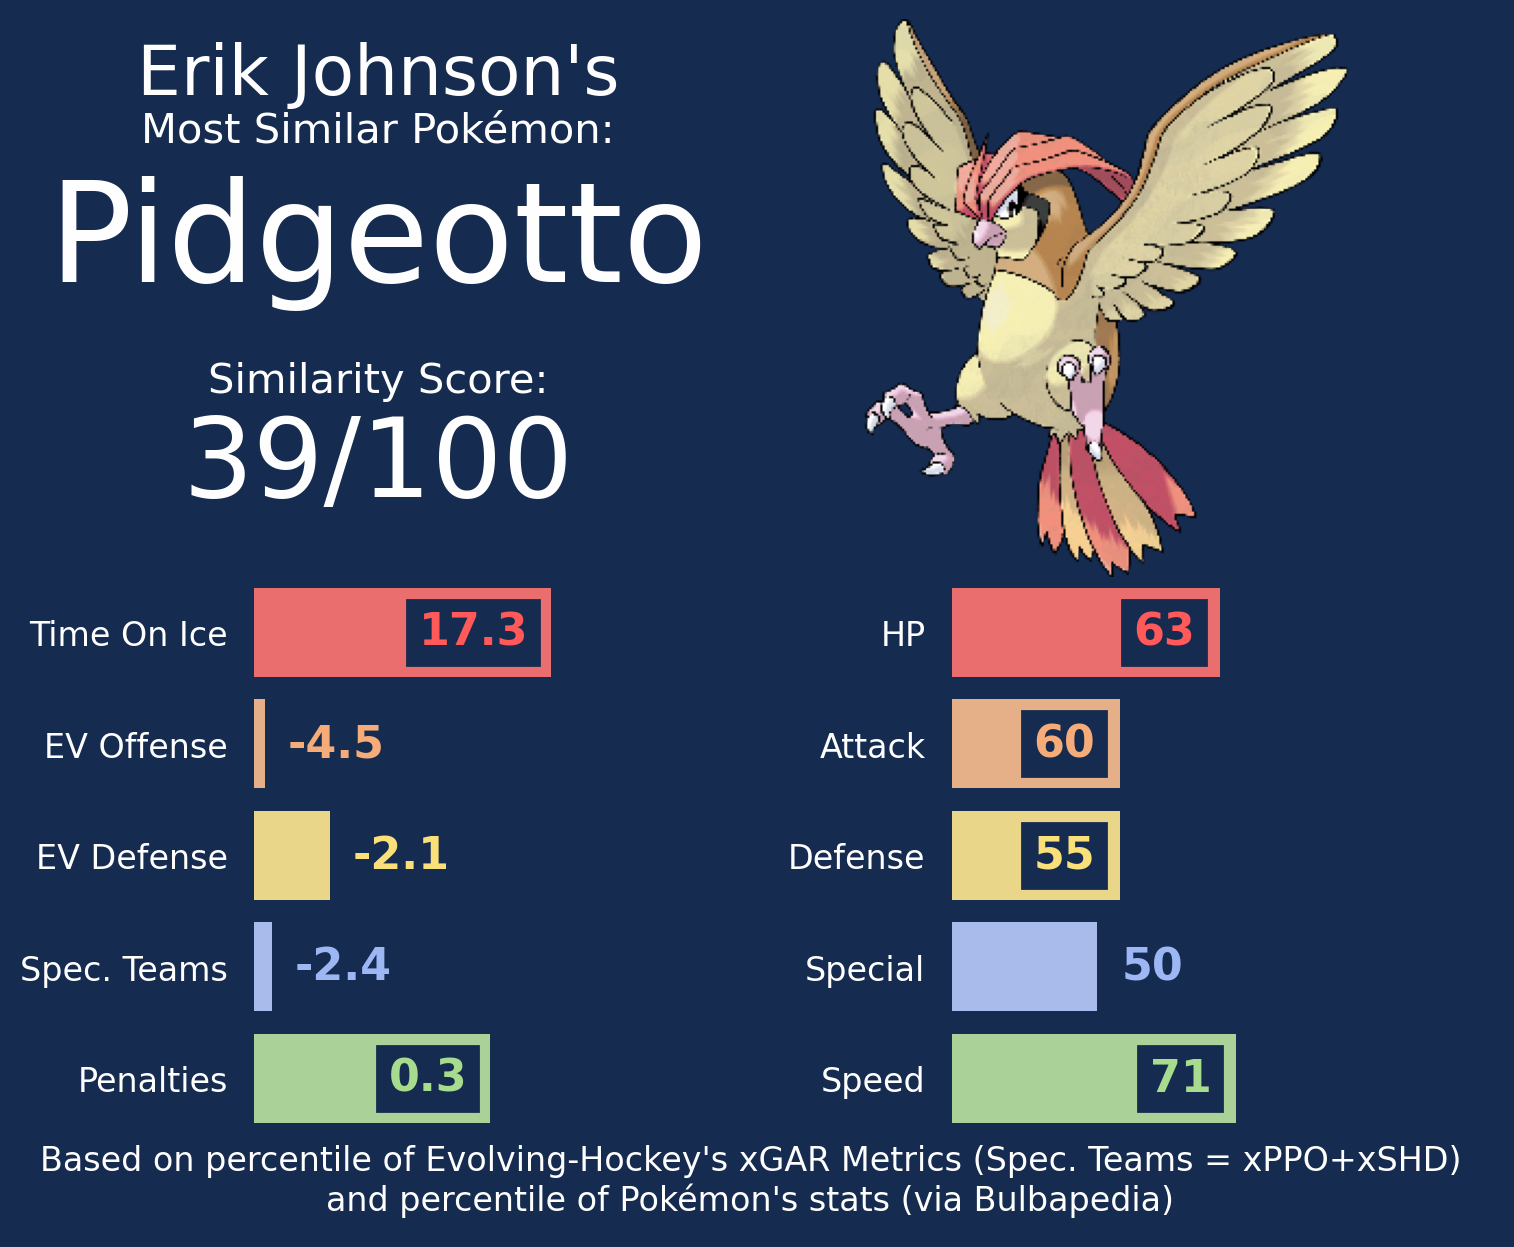 Erik Johnson's
Most Similar Pokémon:
Pidgeotto
Similarity Score:
39/100
Time On Ice 17.3
EV Offense -4.5
EV Defense -2.1
Spec. Teams -2.4
Penalties 0.3
HP 63
Attack 60
Defense 55
Special 50
Speed 71
Based on percentile of Evolving-Hockey's xGAR Metrics (Spec. Teams = xPPO+xSHD)
and percentile of Pokémon's stats (via Bulbapedia)